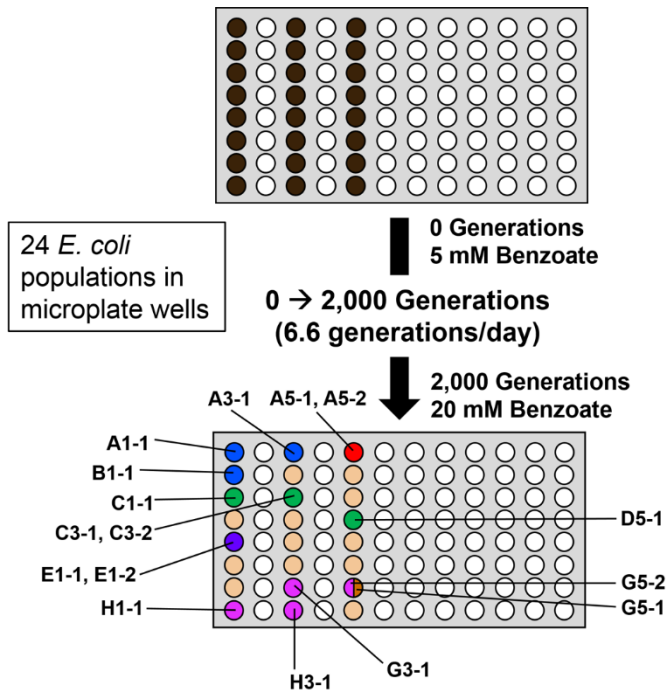 24 E. coli
populations in
microplate wells
0 Generations
5 mM Benzoate
0 → 2,000 Generations
(6.6 generations/day)
2,000 Generations
20 mM Benzoate
A3-1
A5-1, A5-2
A1-1
B1-1
C1-1
C3-1, C3-2
E1-1, E1-2
H1-1
D5-1
G5-2
G5-1
G3-1
H3-1